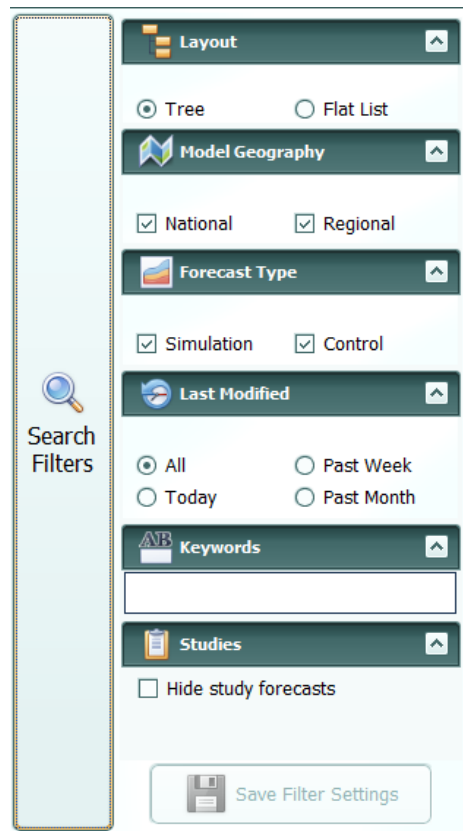 Search
Filters
Layout
Tree
Flat List
Model Geography
National
Regional
Forecast Type
Simulation
Control
Last Modified
All
Past Week
Today
Past Month
AB
Keywords
Studies
Hide study forecasts
Save Filter Settings